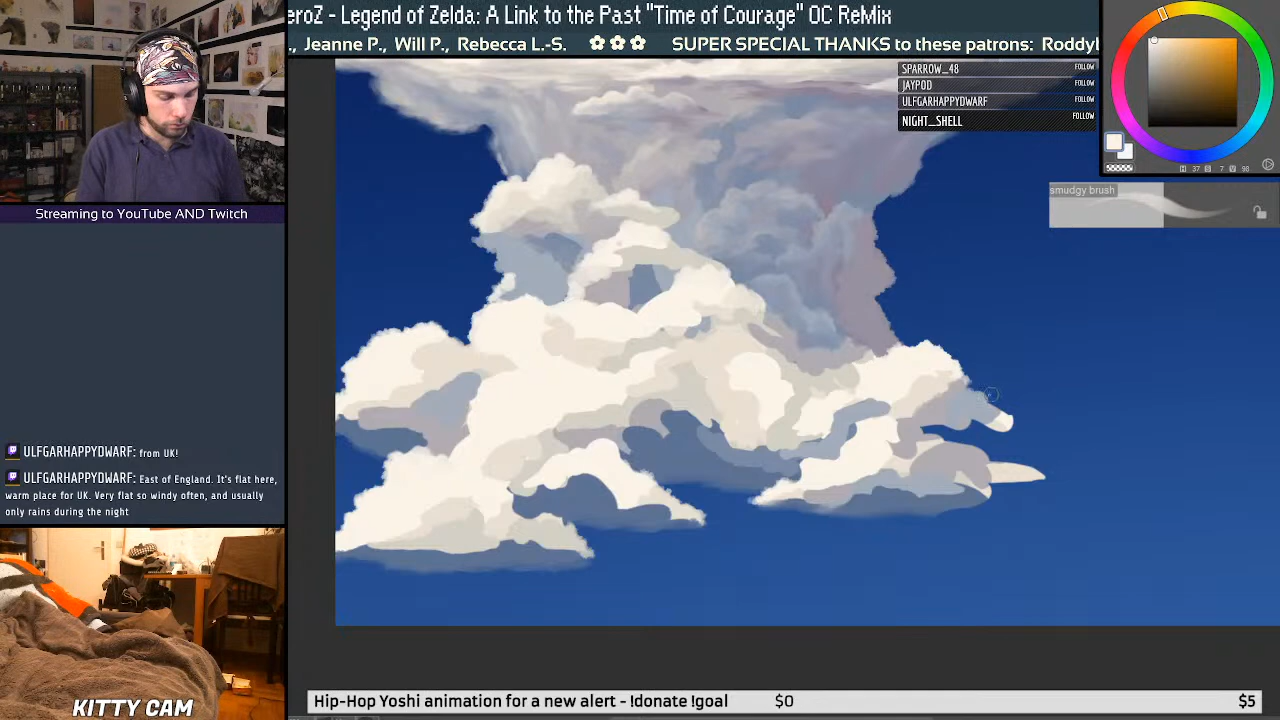 eroZ - Legend of Zelda: A Link to the Past "Time of Courage" OC ReMix
., Jeanne P., Will P., Rebecca L.-S. ✿ ✿ ✿ SUPER SPECIAL THANKS to these patrons: Roddy
SPARROW_48 FOLLOW
JAYPOD FOLLOW
ULFGARHAPPYDWARF FOLLOW
NIGHT_SHELL FOLLOW
H 37 S 7 V 98
smudgy brush
Streaming to YouTube AND Twitch
ULFGARHAPPYDWARF: from UK!
ULFGARHAPPYDWARF: East of England. It's flat here,
warm place for UK. Very flat so windy often, and usually
only rains during the night
KITTY CAM
Hip-Hop Yoshi animation for a new alert - !donate !goal $0 $5